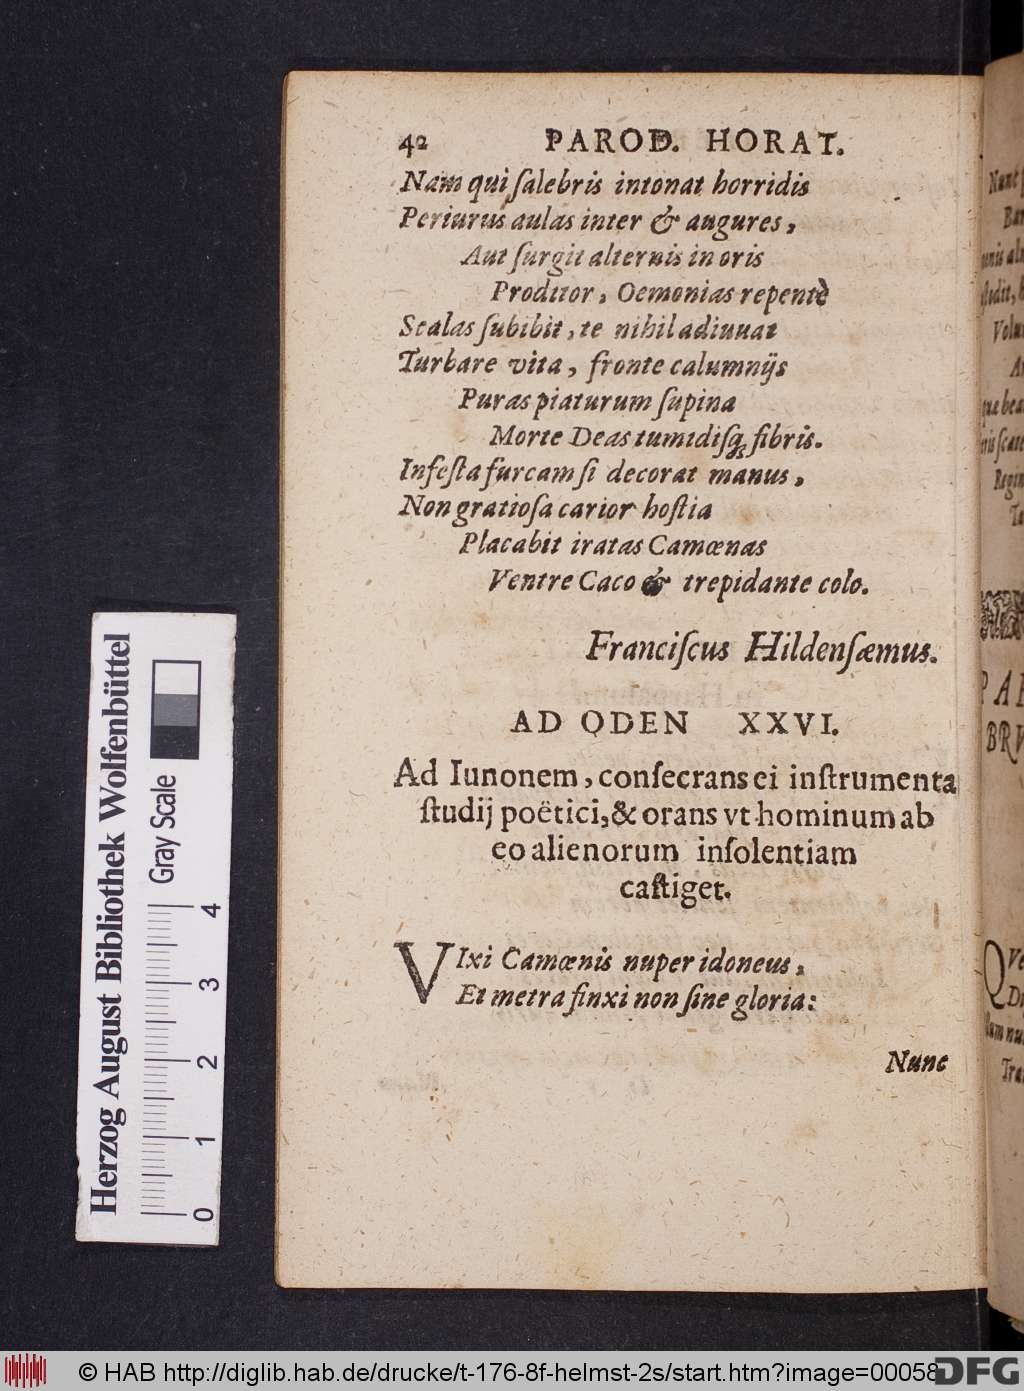 42 PAROD. HORAT.
Nam qui ſalebris intonat horridis
Periurus aulas inter & augures,
Aut ſurgit alternis in oris
Proditor, Oemonias repentè
Scalas ſubibit, te nihil adiuuat
Turbare vita, fronte calumnijs
Puras piaturum ſupina
Morte Deas tumidiſq́ fibris.
Infeſta furcam ſi decorat manus,
Non gratioſa carior hoſtia
Placabit iratas Camœnas
Ventre Caco & trepidante colo.
Franciſcus Hildenſæmus.
AD ODEN XXVI.
Ad Iunonem, conſecrans ei inſtrumenta
ſtudij poëtici, & orans vt hominum ab
eo alienorum inſolentiam
caſtiget.
VIxi Camœnis nuper idoneus,
Et metra finxi non ſine gloria:
Nunc
Herzog August Bibliothek Wolfenbüttel
Gray Scale
0 1 2 3 4
PAR
BRV
© HAB http://diglib.hab.de/drucke/t-176-8f-helmst-2s/start.htm?image=00058
DFG